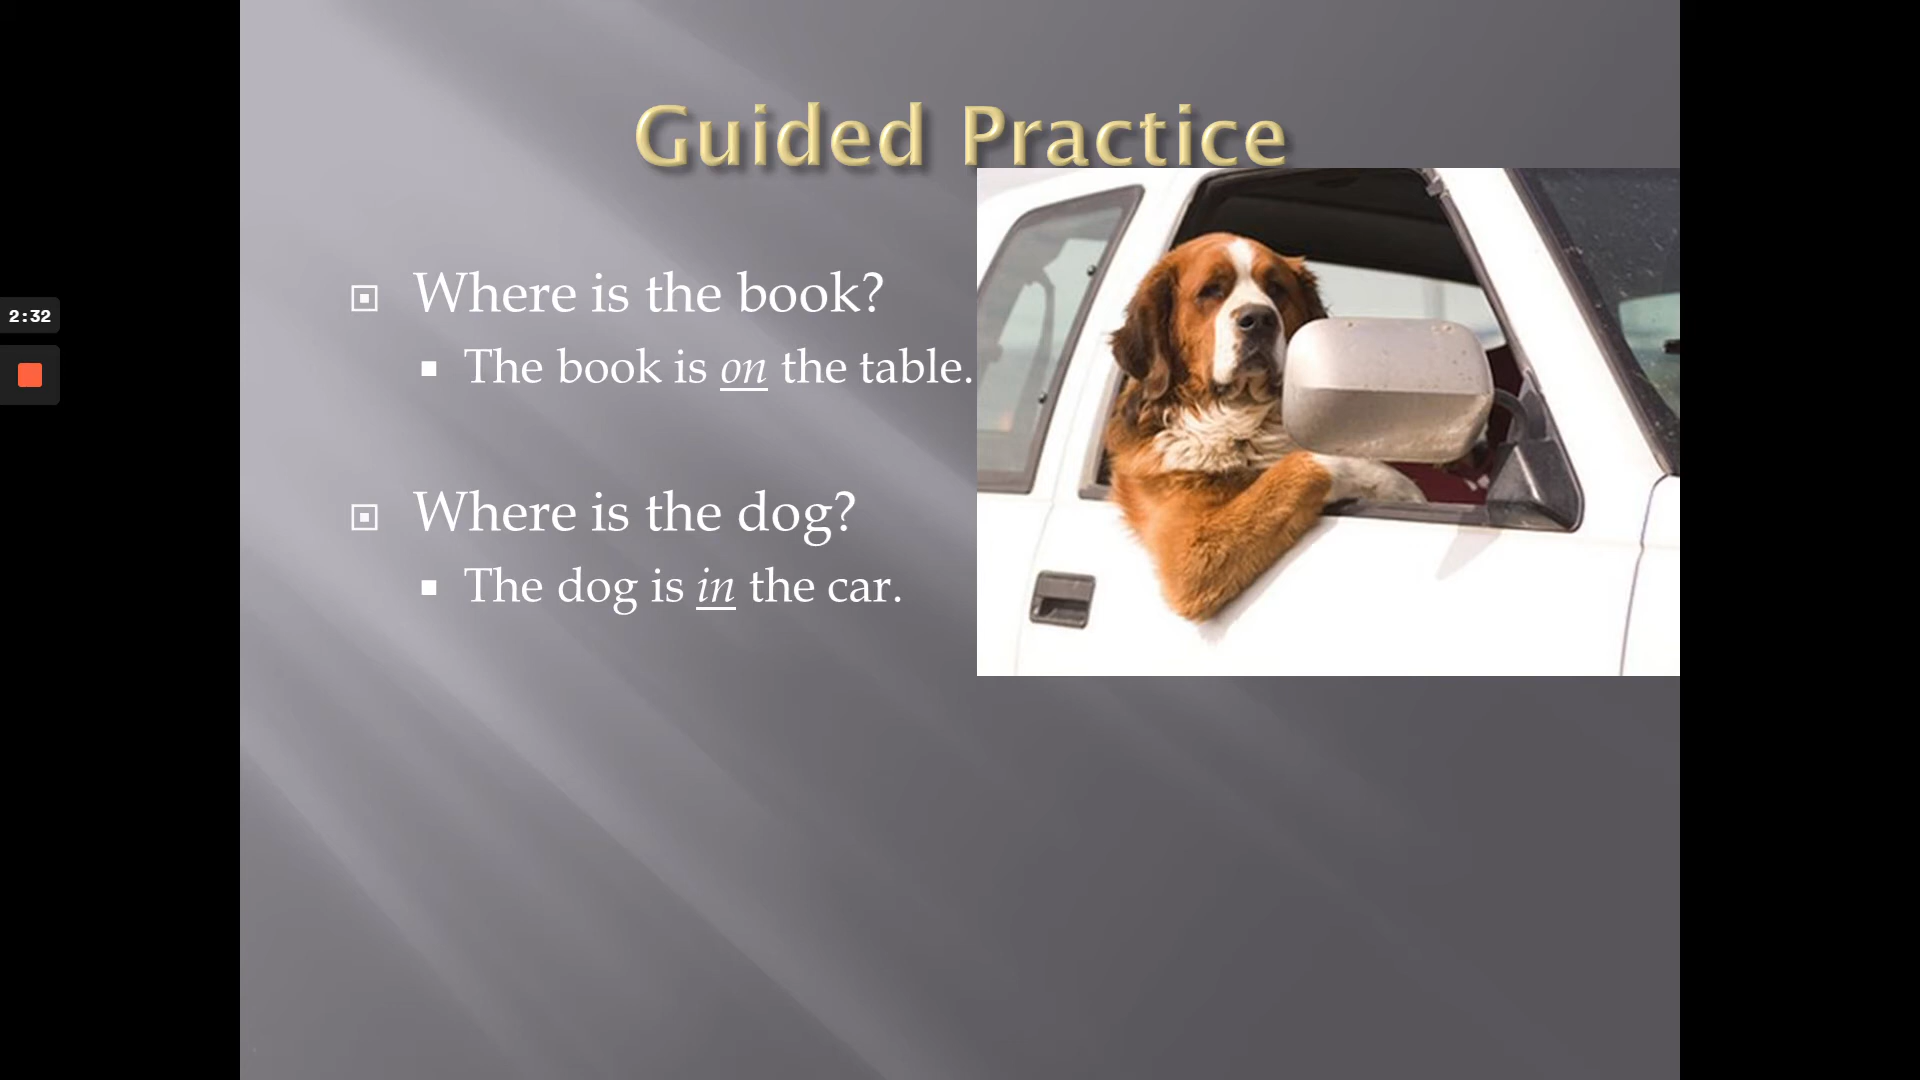 Guided Practice
Where is the book?
The book is on the table.
Where is the dog?
The dog is in the car.
2:32